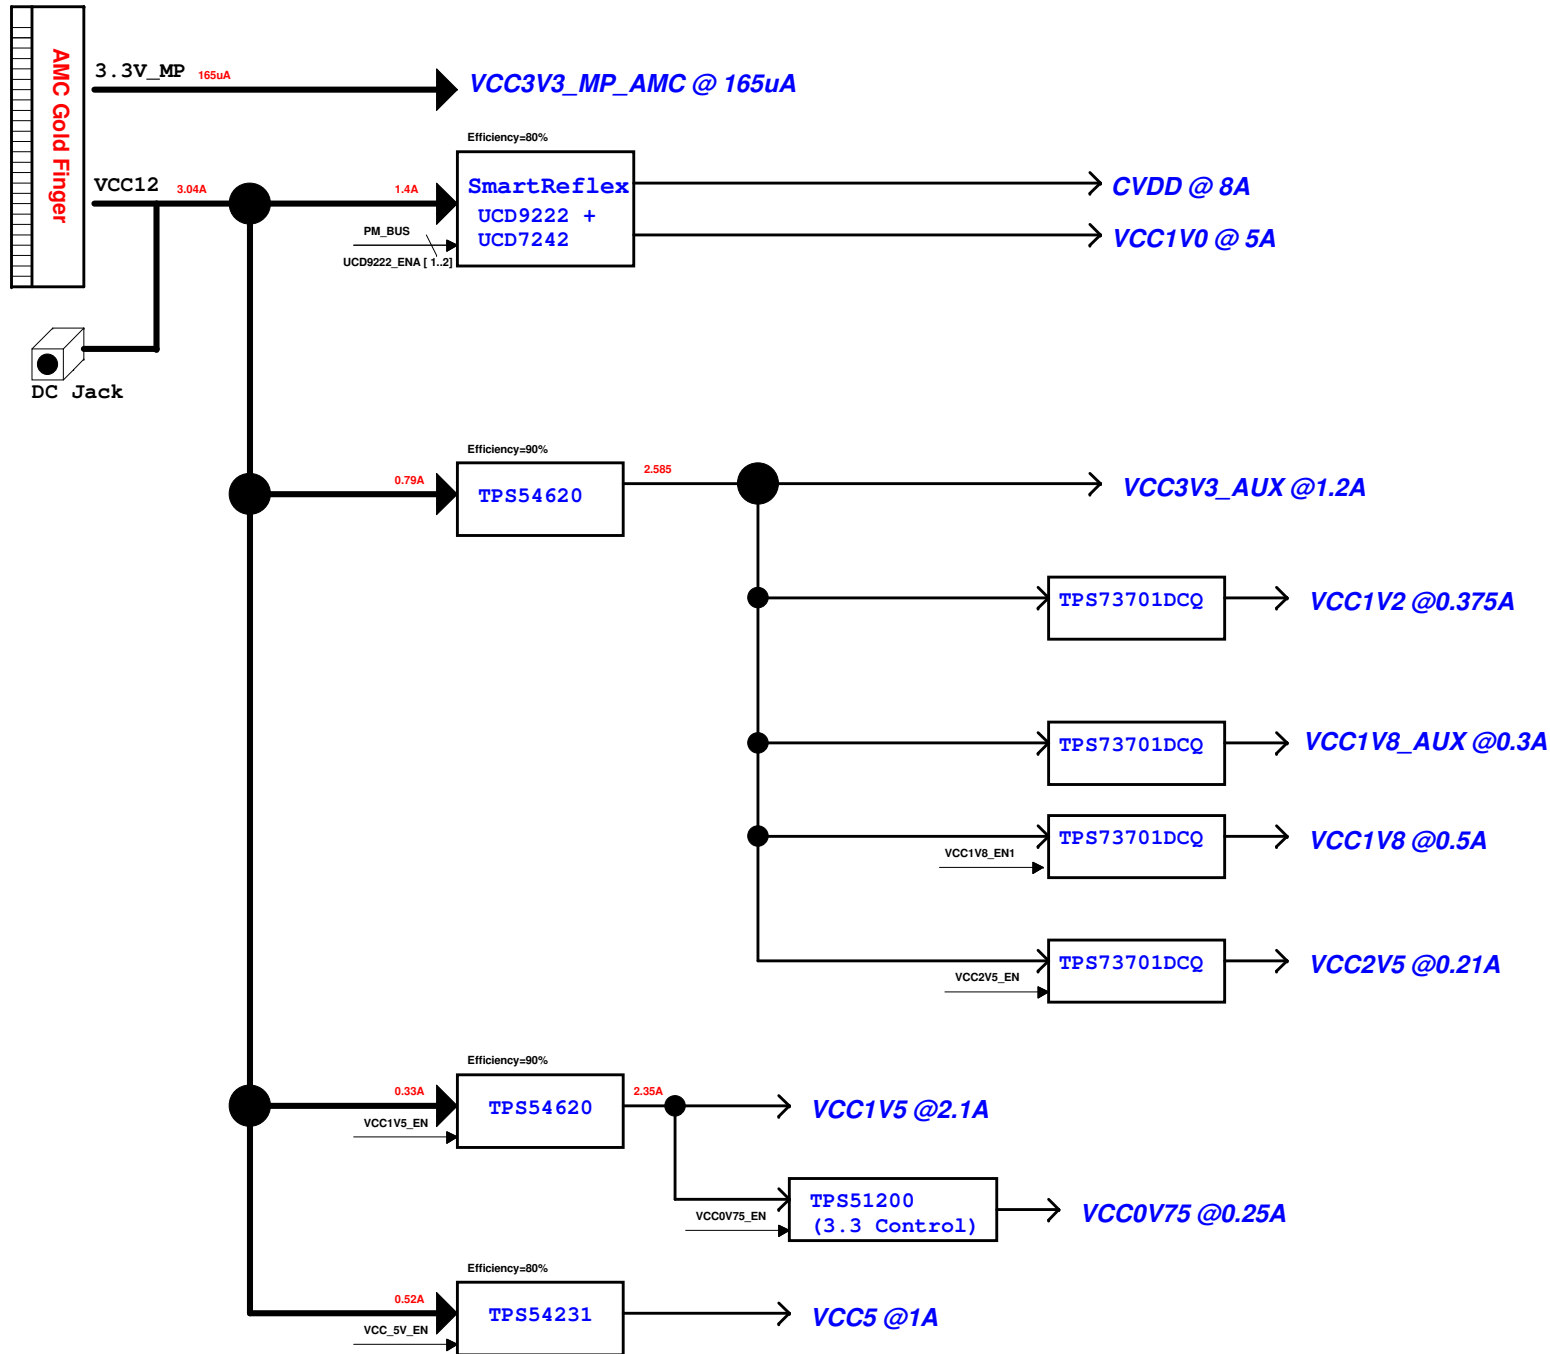 AMC Gold Finger
3.3V_MP
165uA
VCC3V3_MP_AMC @ 165uA
Efficiency=80%
VCC12
3.04A
1.4A
SmartReflex
UCD9222 +
UCD7242
CVDD @ 8A
VCC1V0 @ 5A
PM_BUS
UCD9222_ENA [ 1..2]
DC Jack
Efficiency=90%
0.79A
TPS54620
2.585
VCC3V3_AUX @1.2A
TPS73701DCQ
VCC1V2 @0.375A
TPS73701DCQ
VCC1V8_AUX @0.3A
TPS73701DCQ
VCC1V8 @0.5A
VCC1V8_EN1
TPS73701DCQ
VCC2V5 @0.21A
VCC2V5_EN
Efficiency=90%
0.33A
TPS54620
2.35A
VCC1V5 @2.1A
VCC1V5_EN
TPS51200
(3.3 Control)
VCC0V75_EN
VCC0V75 @0.25A
Efficiency=80%
0.52A
TPS54231
VCC5 @1A
VCC_5V_EN